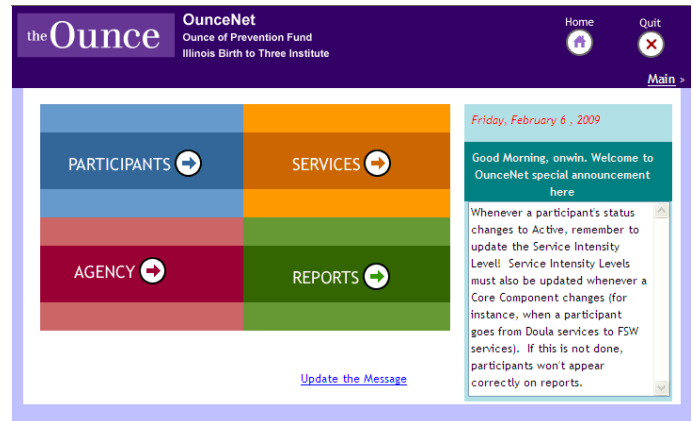 the Ounce
OunceNet
Ounce of Prevention Fund
Illinois Birth to Three Institute
Home
Quit
Main >
PARTICIPANTS
SERVICES
AGENCY
REPORTS
Update the Message
Friday, February 6 , 2009
Good Morning, onwin. Welcome to
OunceNet special announcement
here
Whenever a participant's status
changes to Active, remember to
update the Service Intensity
Level!  Service Intensity Levels
must also be updated whenever a
Core Component changes (for
instance, when a participant
goes from Doula services to FSW
services).  If this is not done,
participants won't appear
correctly on reports.